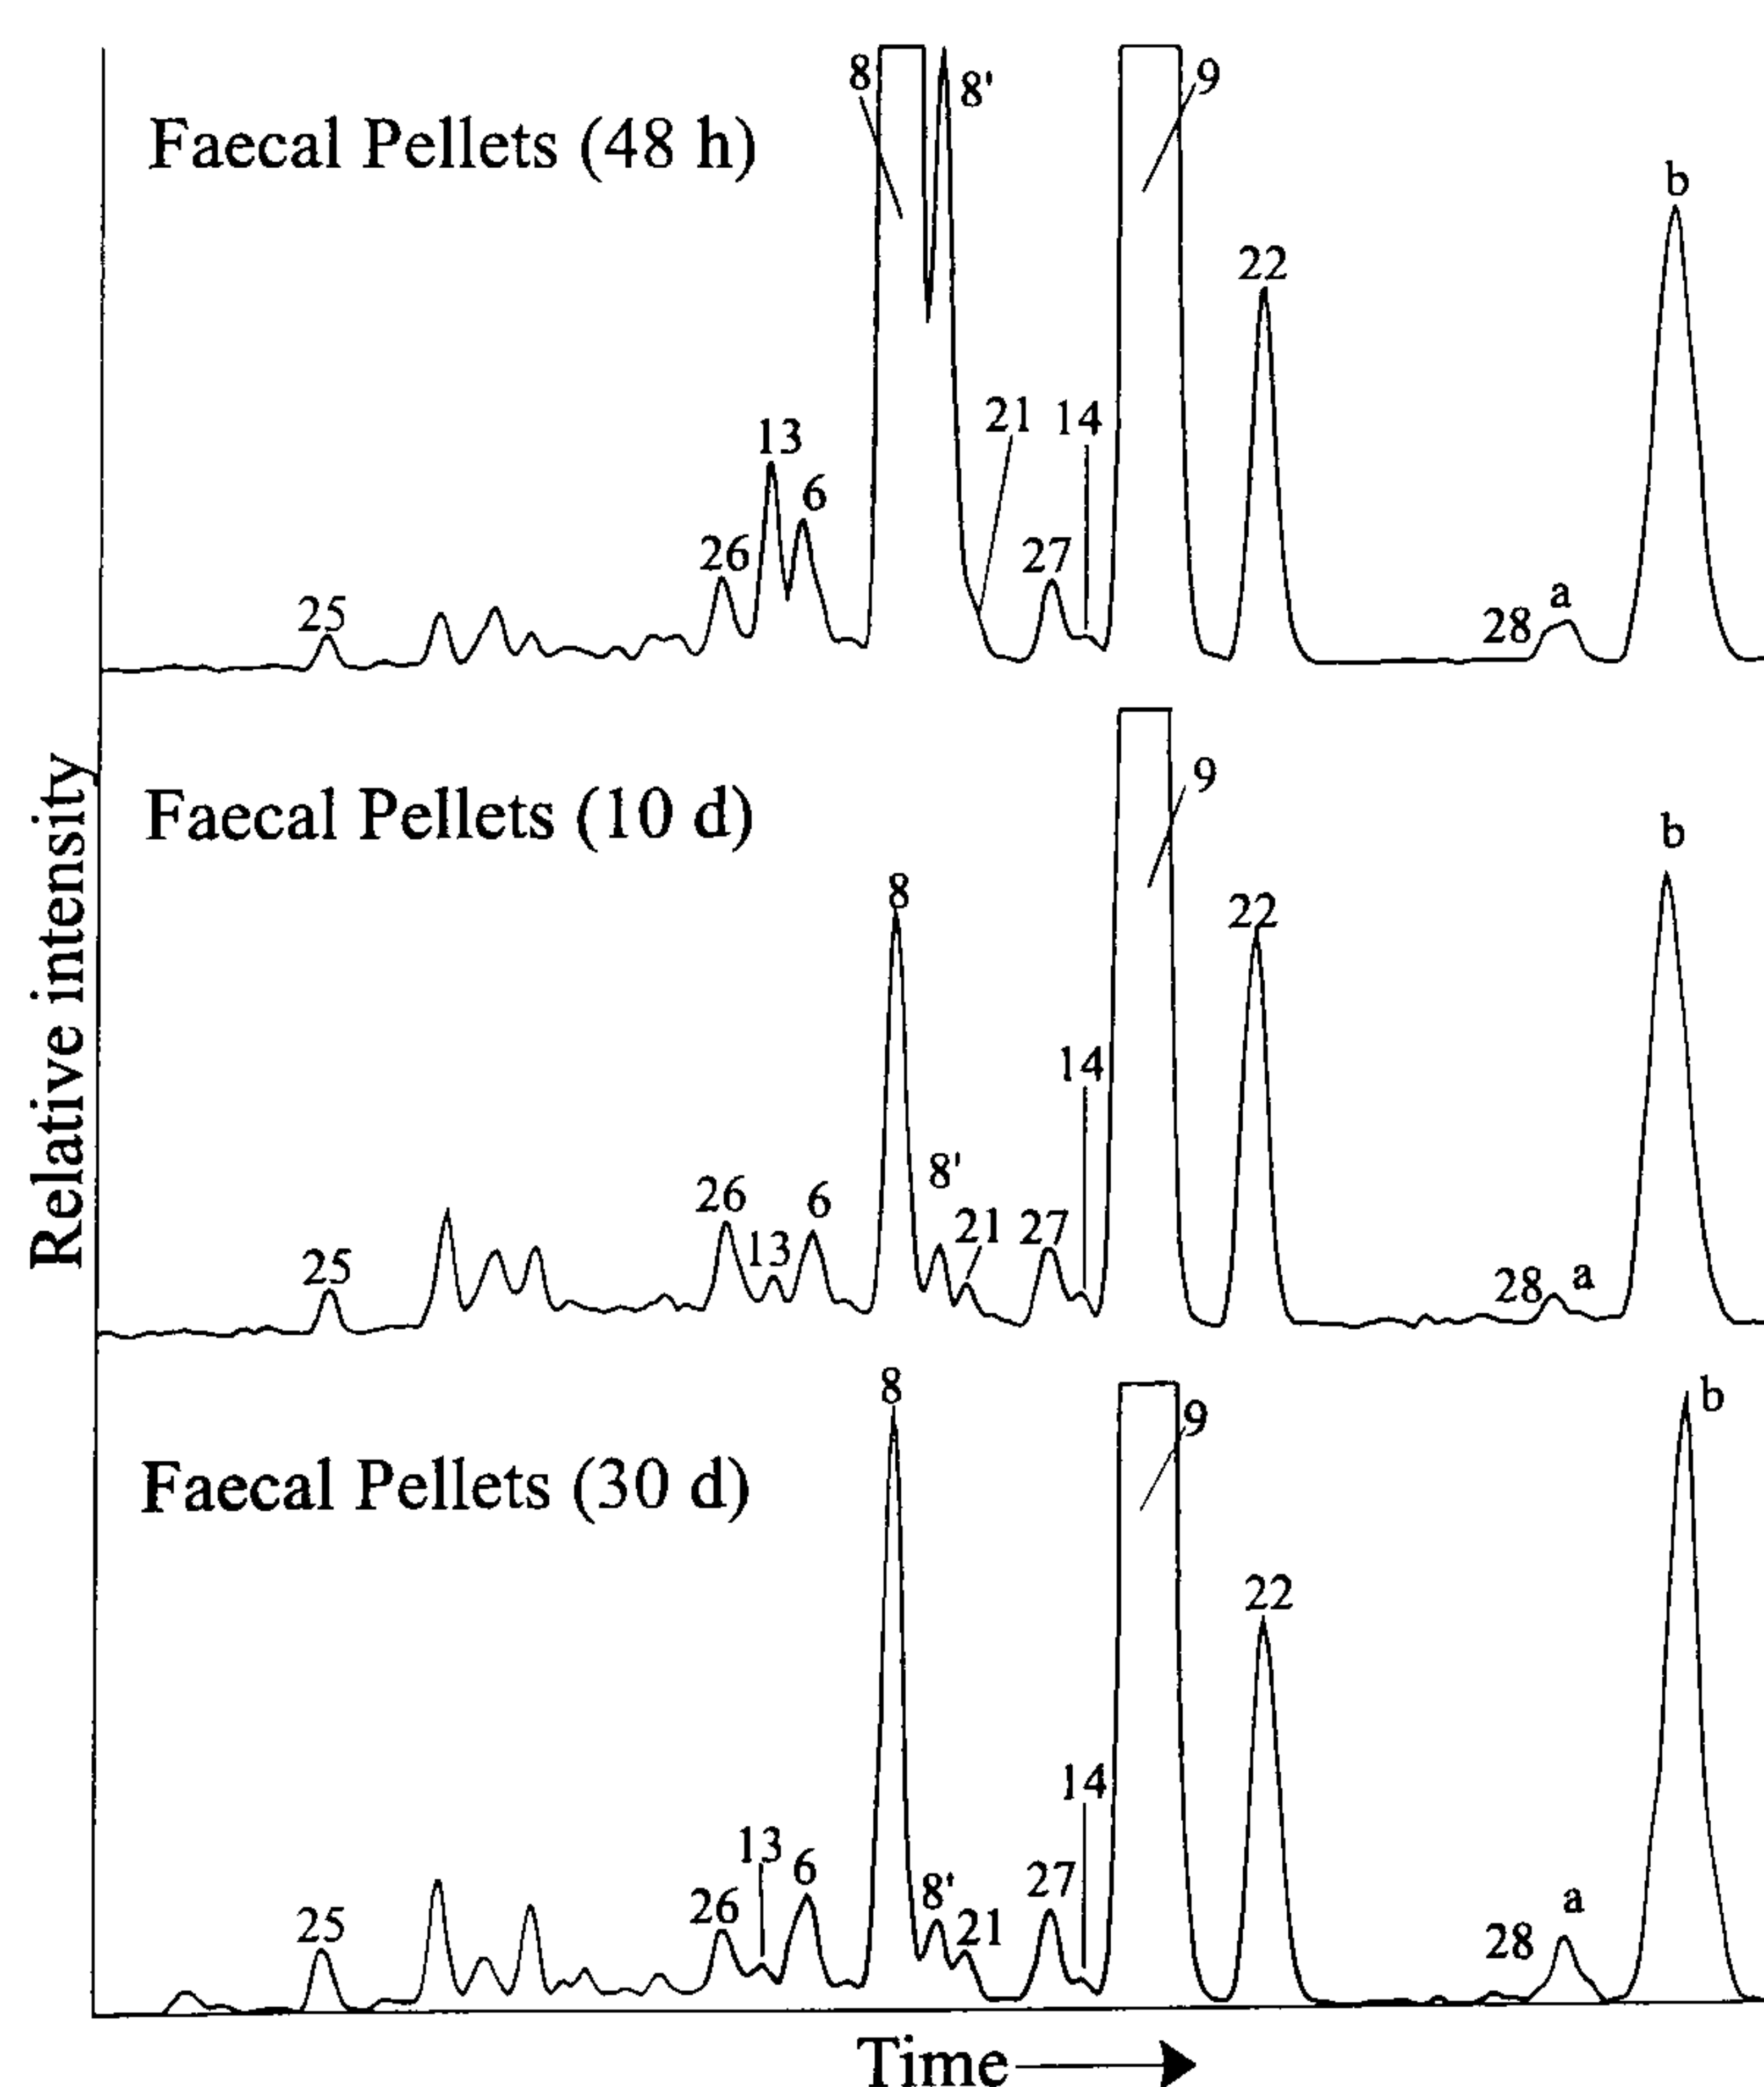 8
8'
9
Faecal Pellets (48 h)
b
22
21 14
13
6
26
27
25
28 a
9
Faecal Pellets (10 d)
b
8
22
14
8'
26
6
21 27
13
25
28 a
Relative intensity
8
b
9
Faecal Pellets (30 d)
22
14
13
6
27
8'
26
21
25
a
28
Time